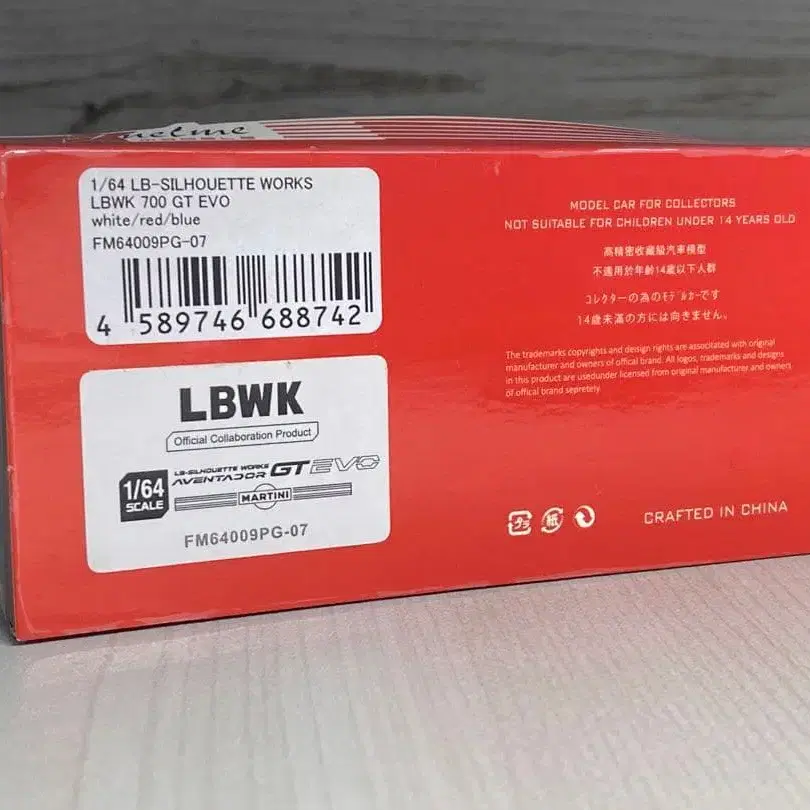 MODELS
1/64 LB-SILHOUETTE WORKS
LBWK 700 GT EVO
white/red/blue
FM64009PG-07
4 589746 688742
LBWK
Official Collaboration Product
1/64
SCALE
LB-SILHOUETTE WORKS
AVENTADOR GT EVO
MARTINI
FM64009PG-07
MODEL CAR FOR COLLECTORS
NOT SUITABLE FOR CHILDREN UNDER 14 YEARS OLD
高精密收藏級汽車模型
不適用於年齡14歲以下人群
コレクターの為のモデルカーです
14歳未満の方には向きません。
The trademarks copyrights and deisign rights are asscitated with original
manufacturer and owners of offical brand. All logos, trademarks and designs
in this product are usedunder licensed from original manufacturer and owners
of offical brand sepretely.
プラ
紙
CRAFTED IN CHINA